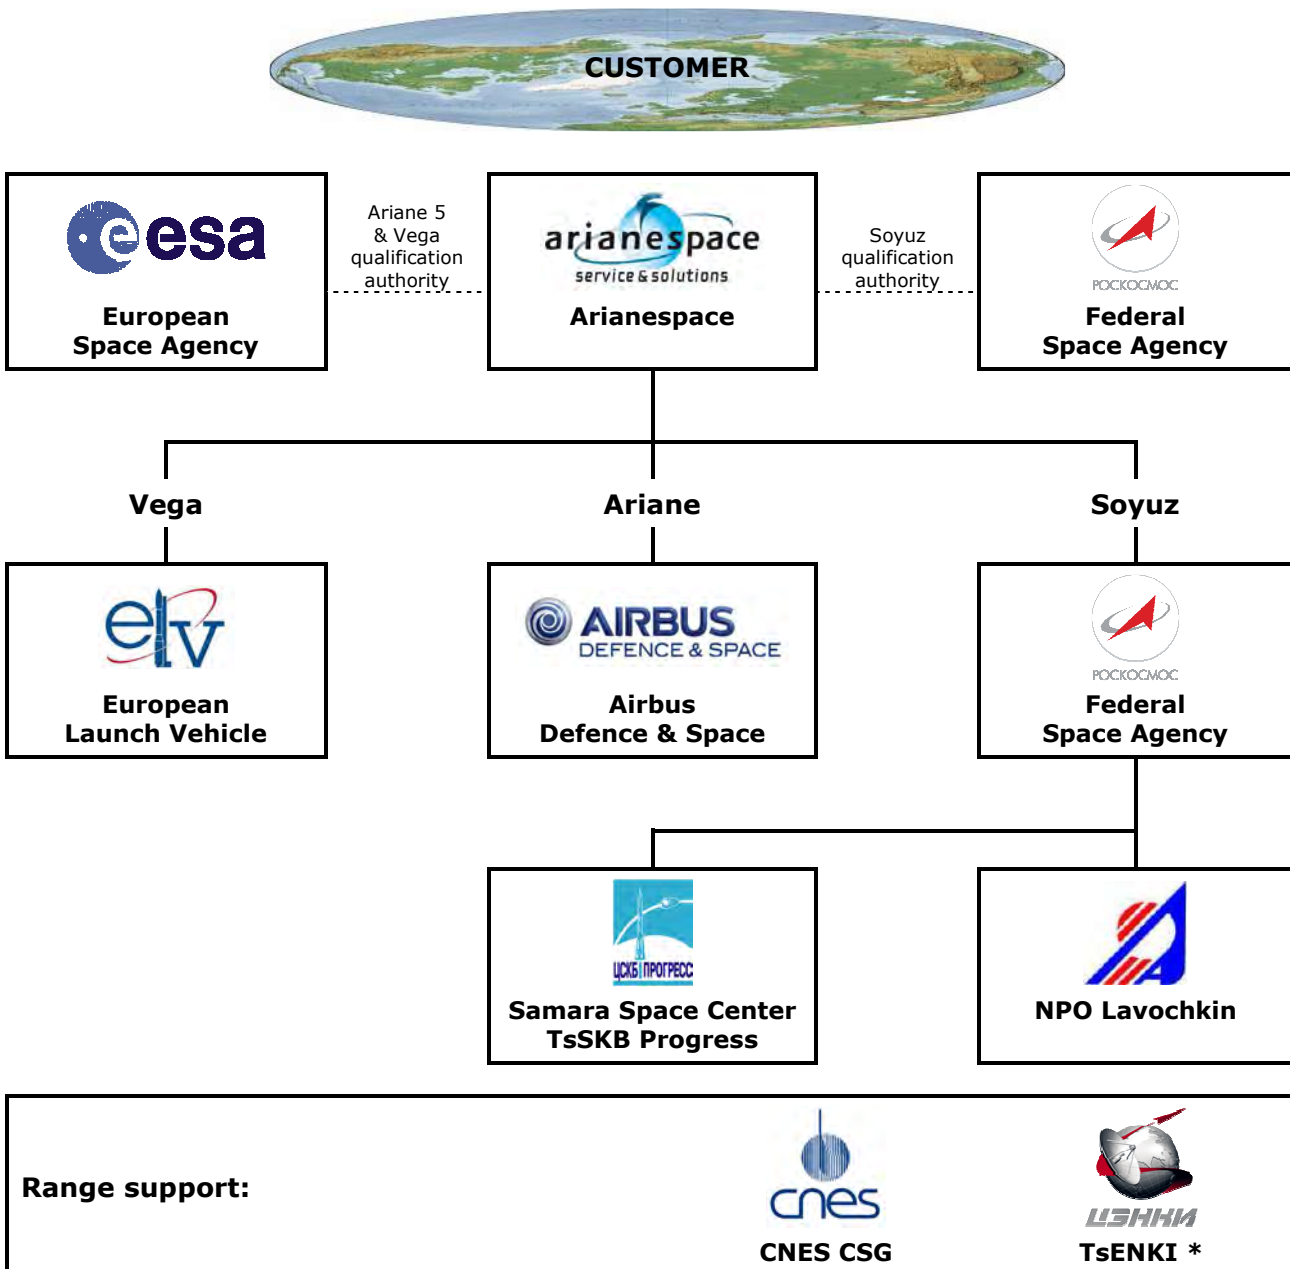 CUSTOMER
esa
European
Space Agency
Ariane 5
& Vega
qualification
authority
arianespace
service & solutions
Arianespace
Soyuz
qualification
authority
РОСКОСМОС
Federal
Space Agency
Vega
Ariane
Soyuz
elv
European
Launch Vehicle
AIRBUS
DEFENCE & SPACE
Airbus
Defence & Space
РОСКОСМОС
Federal
Space Agency
ЦСКБ ПРОГРЕСС
Samara Space Center
TsSKB Progress
NPO Lavochkin
Range support:
cnes
CNES CSG
ЦЭНКИ
TsENKI *